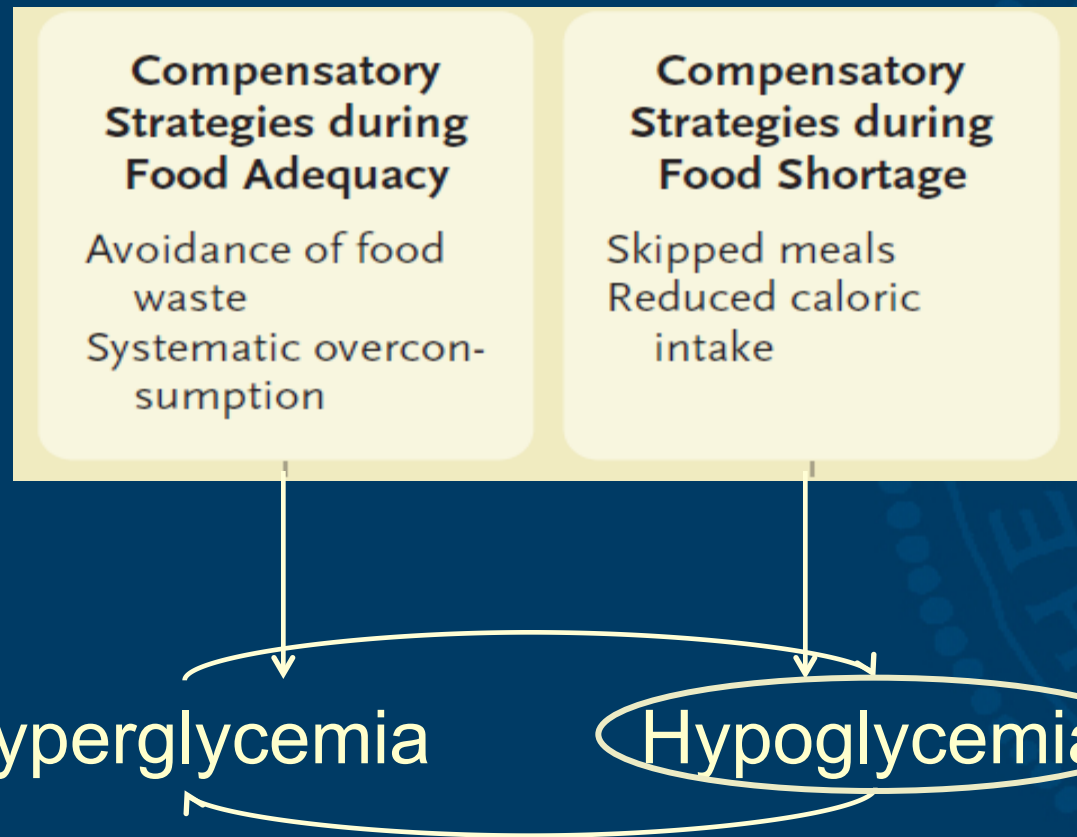 Compensatory
Strategies during
Food Adequacy
Avoidance of food
waste
Systematic overcon-
sumption
Compensatory
Strategies during
Food Shortage
Skipped meals
Reduced caloric
intake
yperglycemia
Hypoglycemia